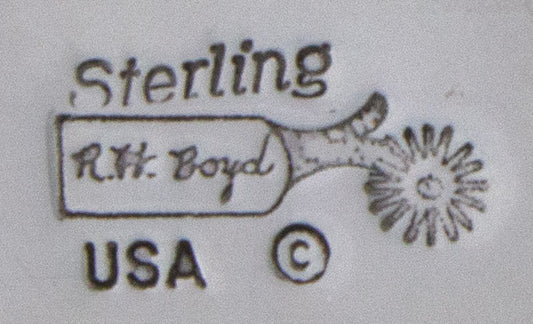 Sterling
R.H. Boyd
USA ©